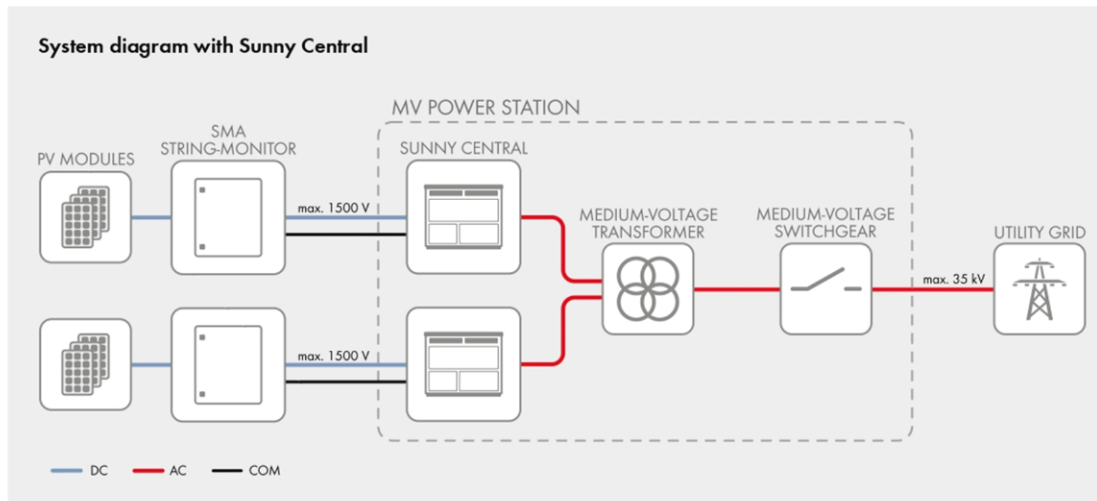 System diagram with Sunny Central
MV POWER STATION
SMA
STRING-MONITOR
PV MODULES
SUNNY CENTRAL
max. 1500 V
MEDIUM-VOLTAGE
TRANSFORMER
MEDIUM-VOLTAGE
SWITCHGEAR
UTILITY GRID
max. 35 kV
max. 1500 V
DC
AC
COM